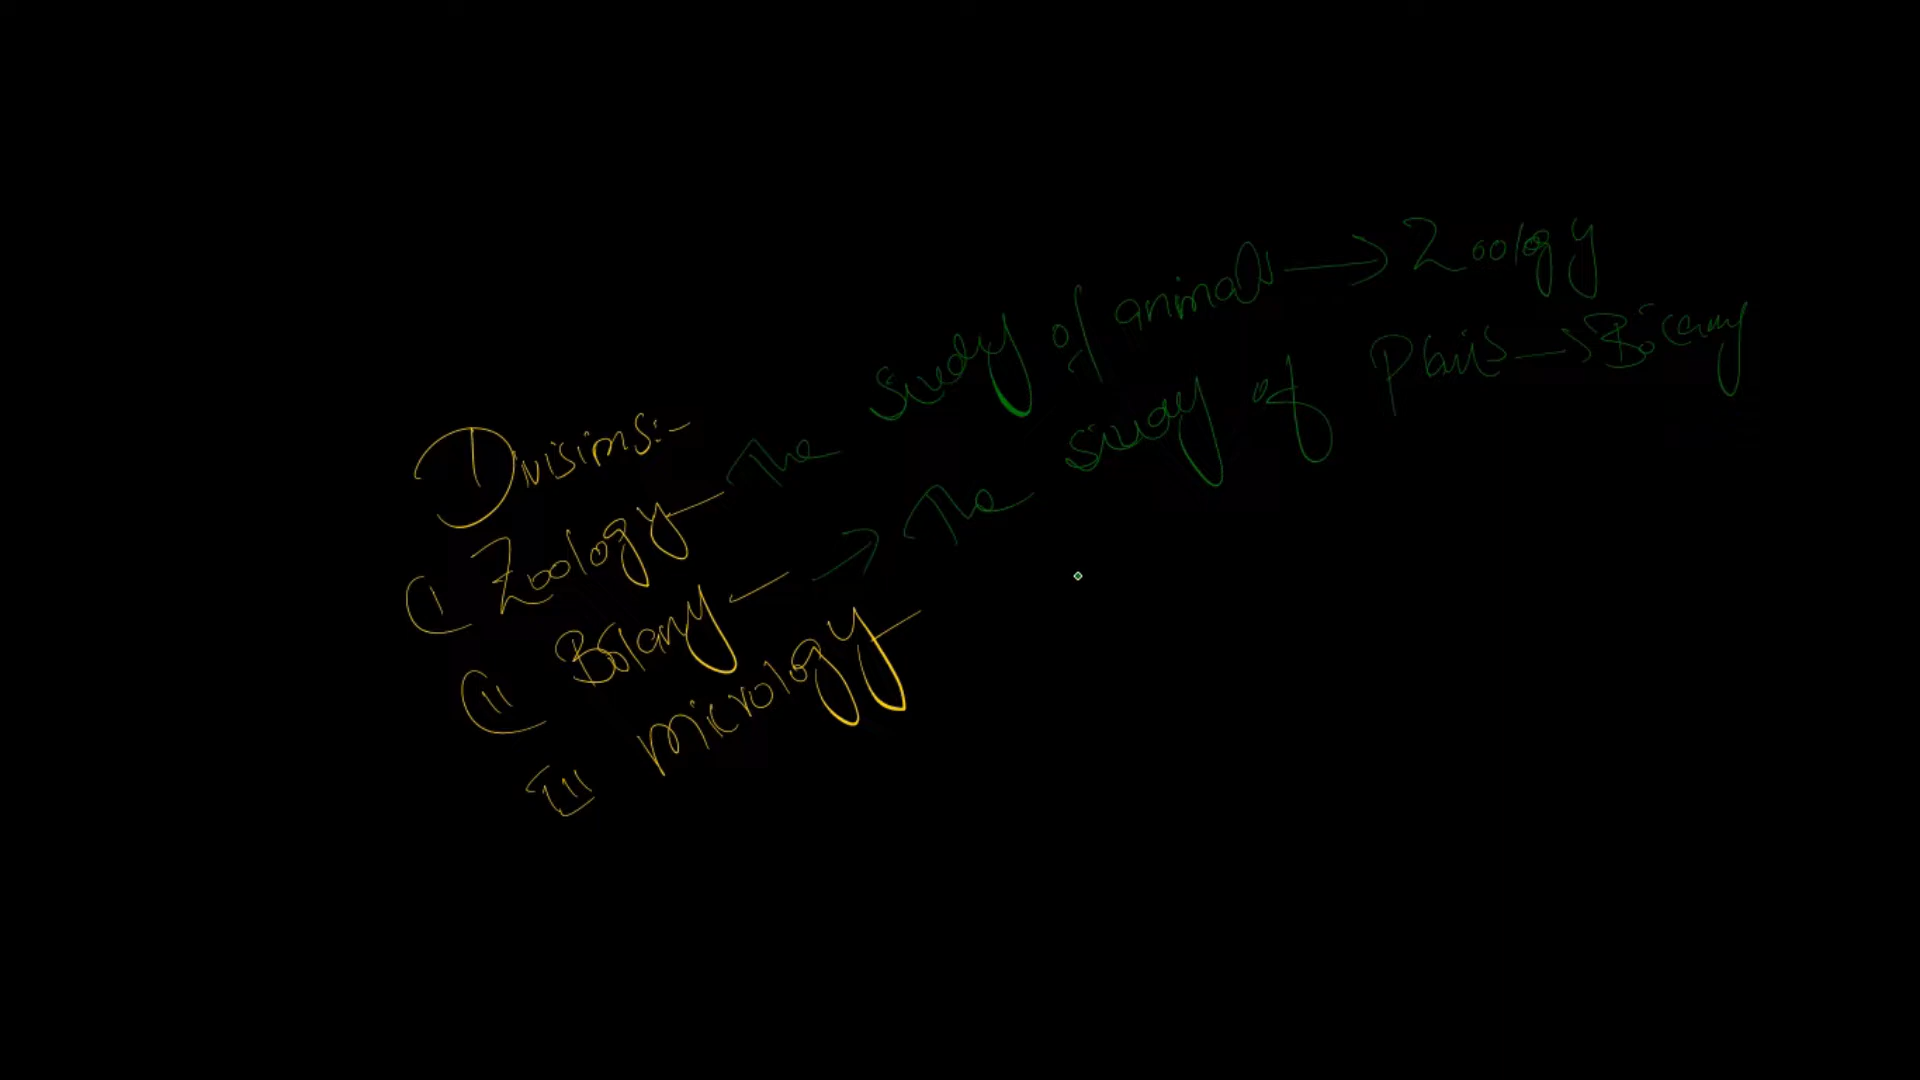 Divisions:-
(i Zoology — The study of animals → Zoology
(ii Botany — → The study of Plants → Botany
iii Micrology —